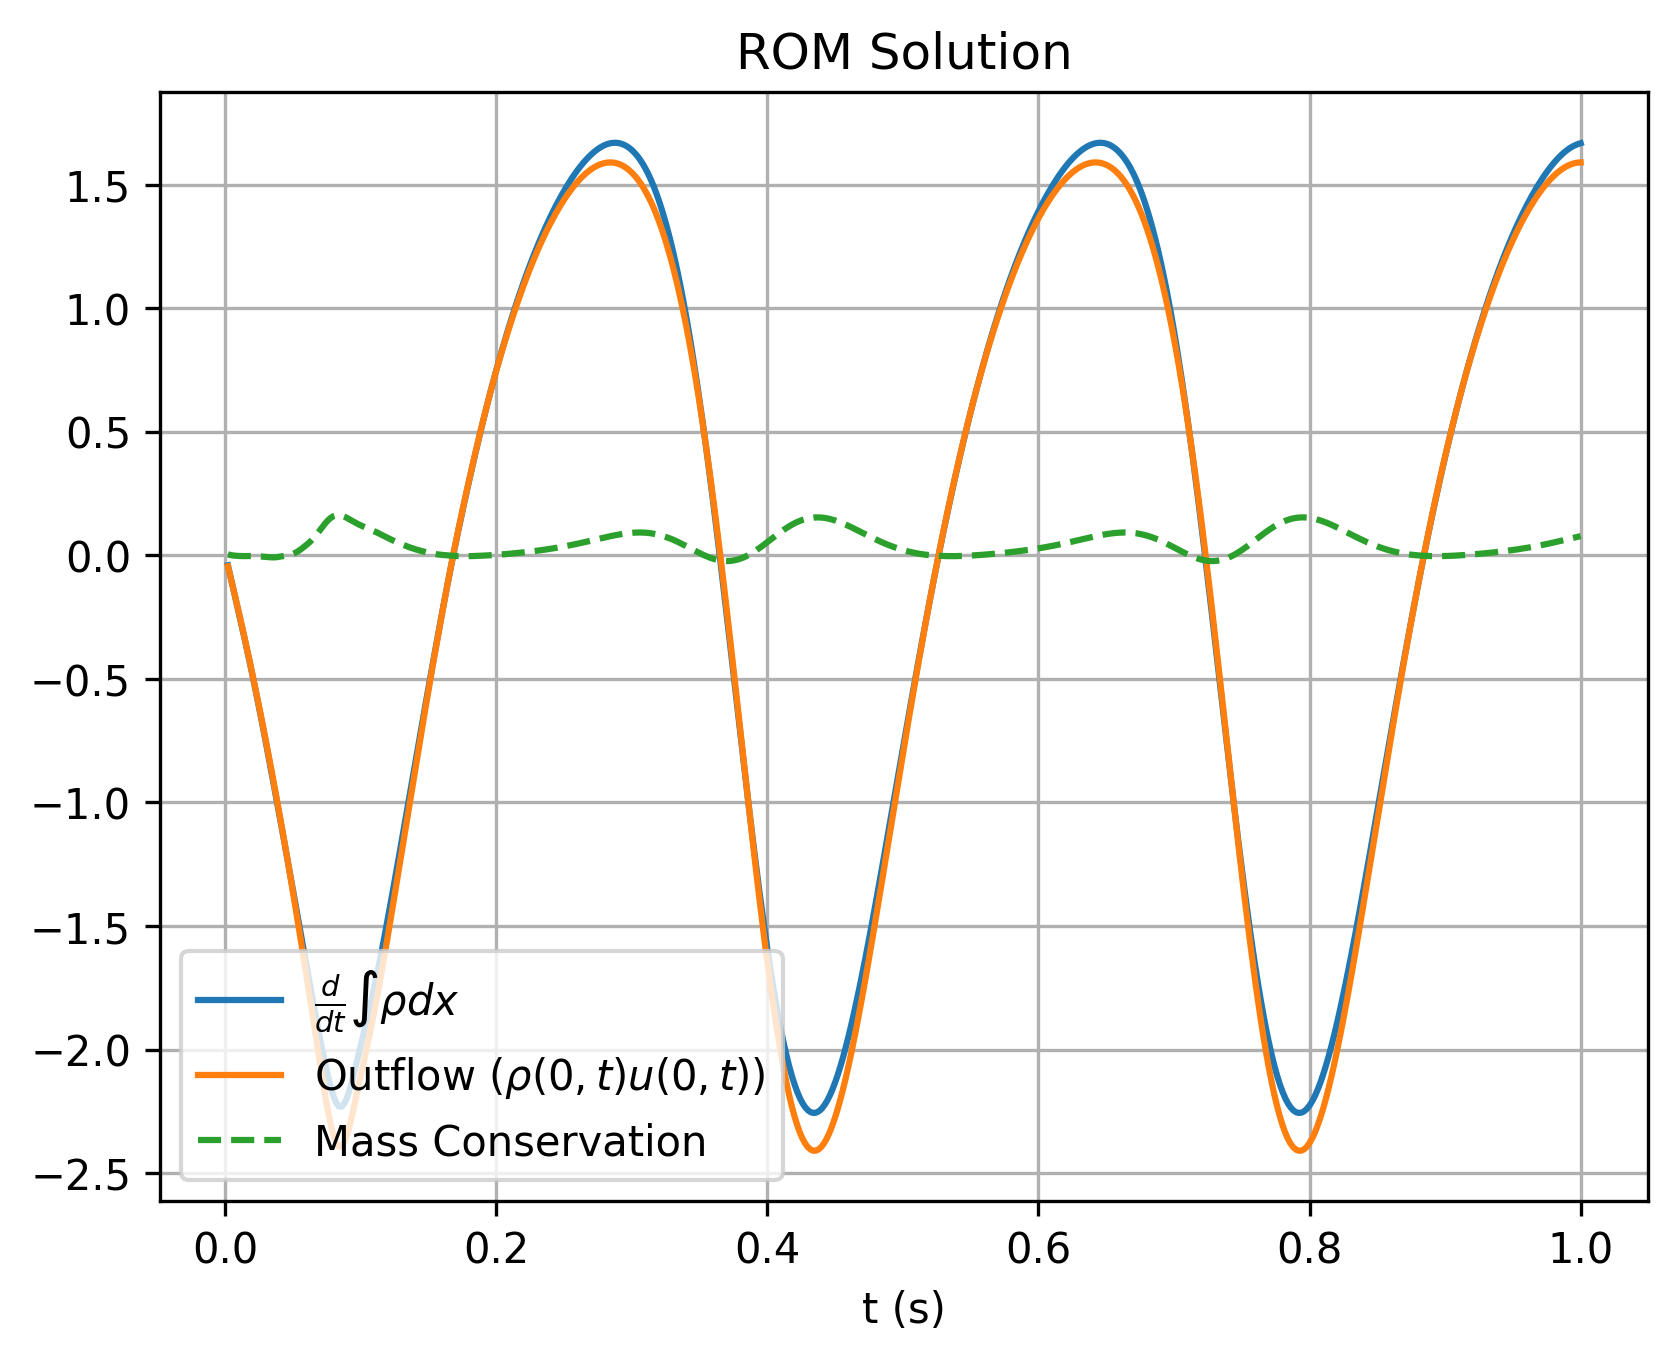 ROM Solution
1.5
1.0
0.5
0.0
−0.5
−1.0
−1.5
−2.0
−2.5
d/dt ∫ρdx
Outflow (ρ(0, t)u(0, t))
Mass Conservation
0.0 0.2 0.4 0.6 0.8 1.0
t (s)